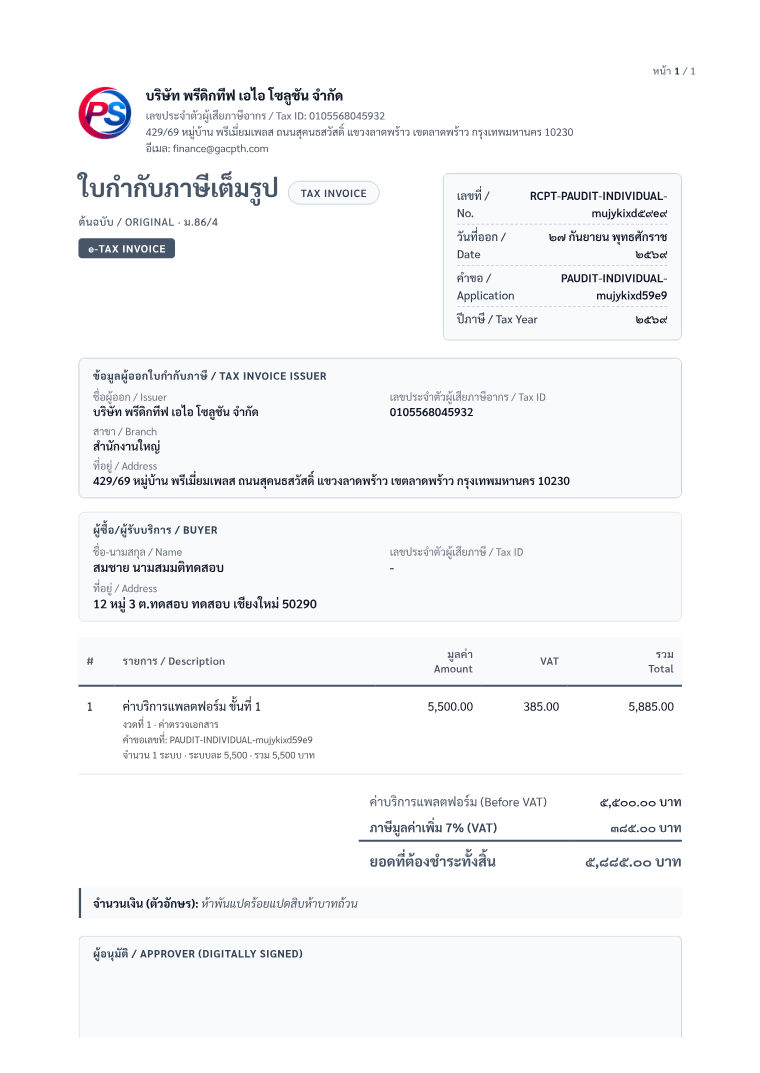 หน้า 1 / 1
PS
บริษัท พรีดิกทีฟ เอไอ โซลูชัน จำกัด
เลขประจำตัวผู้เสียภาษีอากร / Tax ID: 0105568045932
429/69 หมู่บ้าน พรีเมี่ยมเพลส ถนนสุคนธสวัสดิ์ แขวงลาดพร้าว เขตลาดพร้าว กรุงเทพมหานคร 10230
อีเมล: finance@gacpth.com
ใบกำกับภาษีเต็มรูป TAX INVOICE
ต้นฉบับ / ORIGINAL · ม.86/4
e-TAX INVOICE
เลขที่ / RCPT-PAUDIT-INDIVIDUAL-
No. mujykixd๕๙e๙
วันที่ออก / ๒๗ กันยายน พุทธศักราช
Date ๒๕๖๙
คำขอ / PAUDIT-INDIVIDUAL-
Application mujykixd59e9
ปีภาษี / Tax Year ๒๕๖๙
ข้อมูลผู้ออกใบกำกับภาษี / TAX INVOICE ISSUER
ชื่อผู้ออก / Issuer เลขประจำตัวผู้เสียภาษีอากร / Tax ID
บริษัท พรีดิกทีฟ เอไอ โซลูชัน จำกัด 0105568045932
สาขา / Branch
สำนักงานใหญ่
ที่อยู่ / Address
429/69 หมู่บ้าน พรีเมี่ยมเพลส ถนนสุคนธสวัสดิ์ แขวงลาดพร้าว เขตลาดพร้าว กรุงเทพมหานคร 10230
ผู้ซื้อ/ผู้รับบริการ / BUYER
ชื่อ-นามสกุล / Name เลขประจำตัวผู้เสียภาษี / Tax ID
สมชาย นามสมมติทดสอบ -
ที่อยู่ / Address
12 หมู่ 3 ต.ทดสอบ ทดสอบ เชียงใหม่ 50290
# รายการ / Description มูลค่า Amount VAT รวม Total
1 ค่าบริการแพลตฟอร์ม ขั้นที่ 1 5,500.00 385.00 5,885.00
งวดที่ 1 · ค่าตรวจเอกสาร
คำขอเลขที่: PAUDIT-INDIVIDUAL-mujykixd59e9
จำนวน 1 ระบบ · ระบบละ 5,500 · รวม 5,500 บาท
ค่าบริการแพลตฟอร์ม (Before VAT) ๕,๕๐๐.๐๐ บาท
ภาษีมูลค่าเพิ่ม 7% (VAT) ๓๘๕.๐๐ บาท
ยอดที่ต้องชำระทั้งสิ้น ๕,๘๘๕.๐๐ บาท
จำนวนเงิน (ตัวอักษร): ห้าพันแปดร้อยแปดสิบห้าบาทถ้วน
ผู้อนุมัติ / APPROVER (DIGITALLY SIGNED)